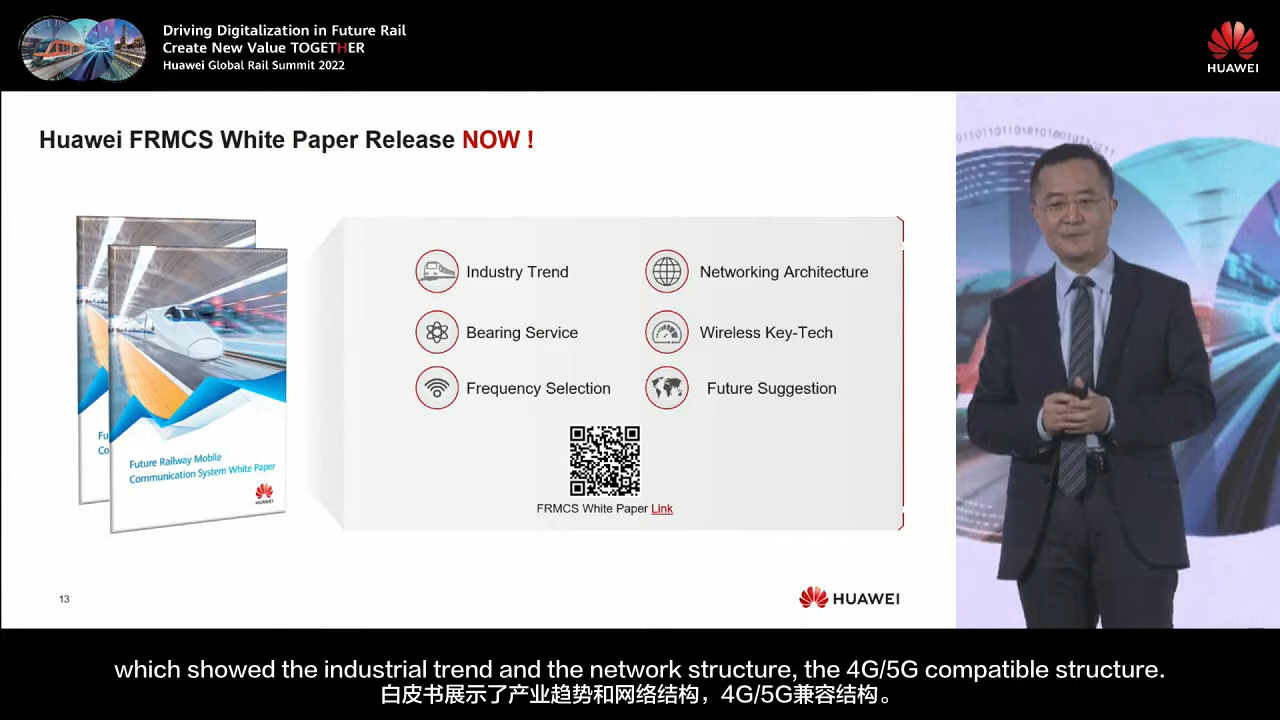 Driving Digitalization in Future Rail
Create New Value TOGETHER
Huawei Global Rail Summit 2022
HUAWEI
Huawei FRMCS White Paper Release NOW !
Industry Trend
Networking Architecture
Bearing Service
Wireless Key-Tech
Frequency Selection
Future Suggestion
Fu
Co
Future Railway Mobile
Communication System White Paper
HUAWEI
FRMCS White Paper Link
13
HUAWEI
which showed the industrial trend and the network structure, the 4G/5G compatible structure.
白皮书展示了产业趋势和网络结构，4G/5G兼容结构。